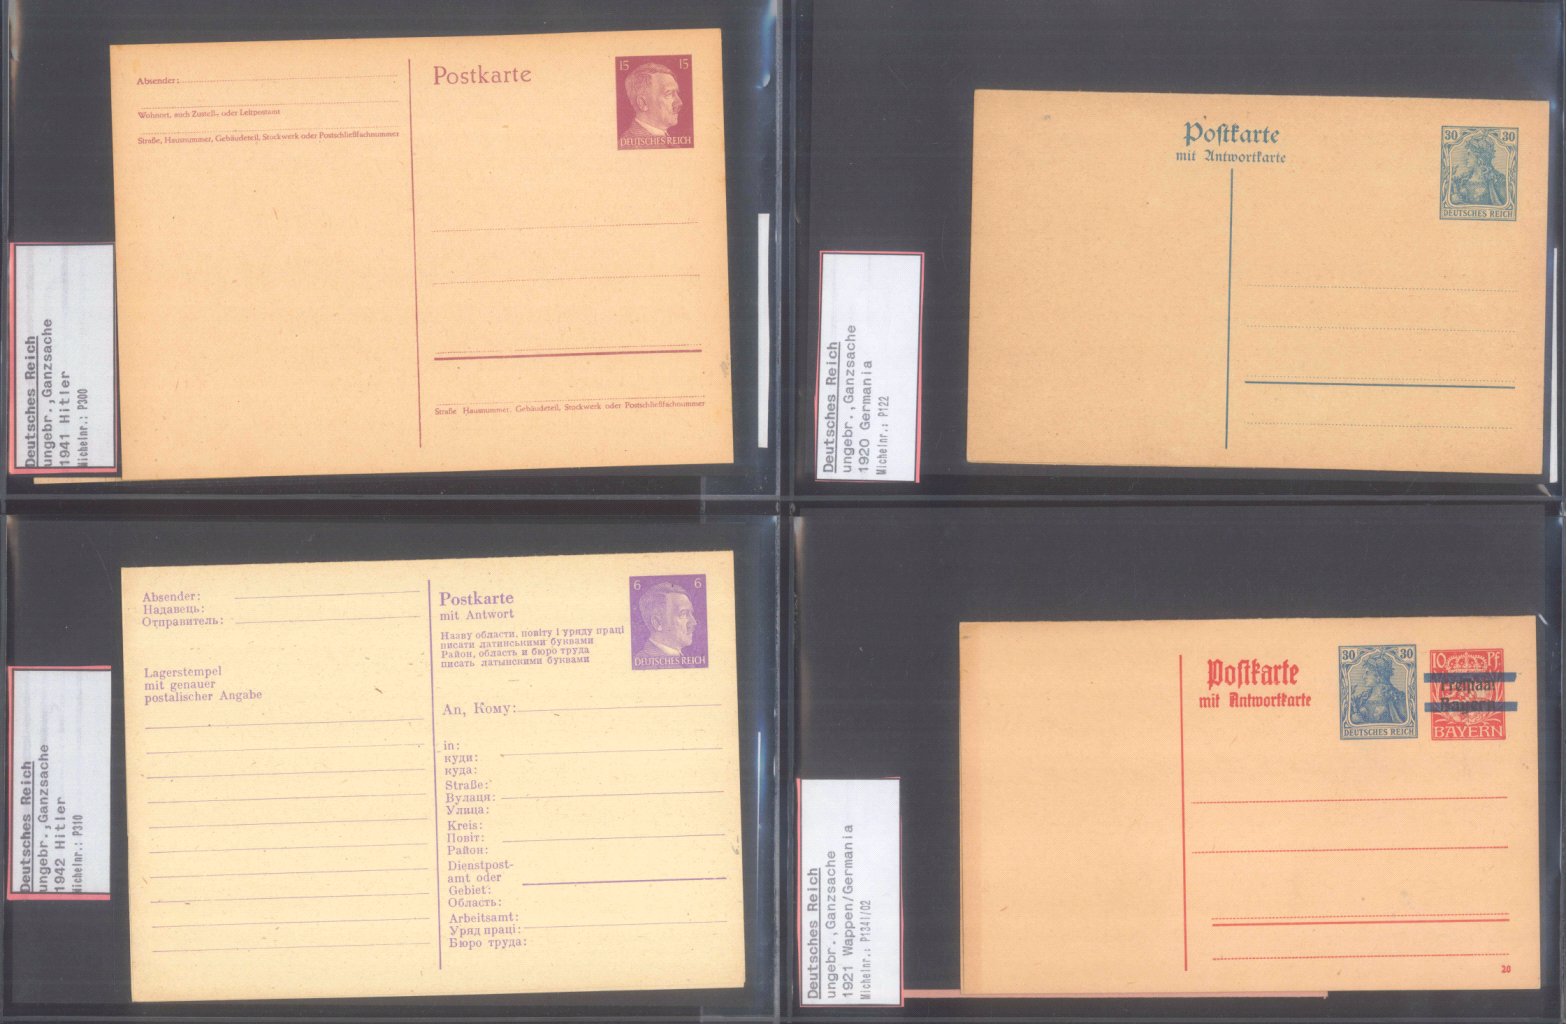 Absender:
Wohnort, auch Zustell- oder Leitpostamt
Straße, Hausnummer, Gebäudeteil, Stockwerk oder Postschließfachnummer
Postkarte
15 15
DEUTSCHES REICH
Straße Hausnummer, Gebäudeteil, Stockwerk oder Postschließfachnummer
Deutsches Reich
ungebr.,Ganzsache
1941 Hitler
Michelnr.: P300
Postkarte
mit Antwortkarte
30 30
DEUTSCHES REICH
Deutsches Reich
ungebr.,Ganzsache
1920 Germania
Michelnr.: P122
Absender:
Надавець:
Отправитель:
Lagerstempel
mit genauer
postalischer Angabe
Postkarte
mit Antwort
Назву области, повіту і уряду праці
писати латинськими буквами
Район, область и бюро труда
писать латынскими буквами
6 6
DEUTSCHES REICH
An, Кому:
in:
куди:
куда:
Straße:
Вулиця:
Улица:
Kreis:
Повіт:
Район:
Dienstpost-
amt oder
Gebiet:
Область:
Arbeitsamt:
Уряд праці:
Бюро труда:
Deutsches Reich
ungebr.,Ganzsache
1942 Hitler
Michelnr.: P310
Postkarte
mit Antwortkarte
30 30
DEUTSCHES REICH
10 Pf
Freistaat
Bayern
BAYERN
20
Deutsches Reich
ungebr.,Ganzsache
1921 Wappen/Germania
Michelnr.: P134I/02